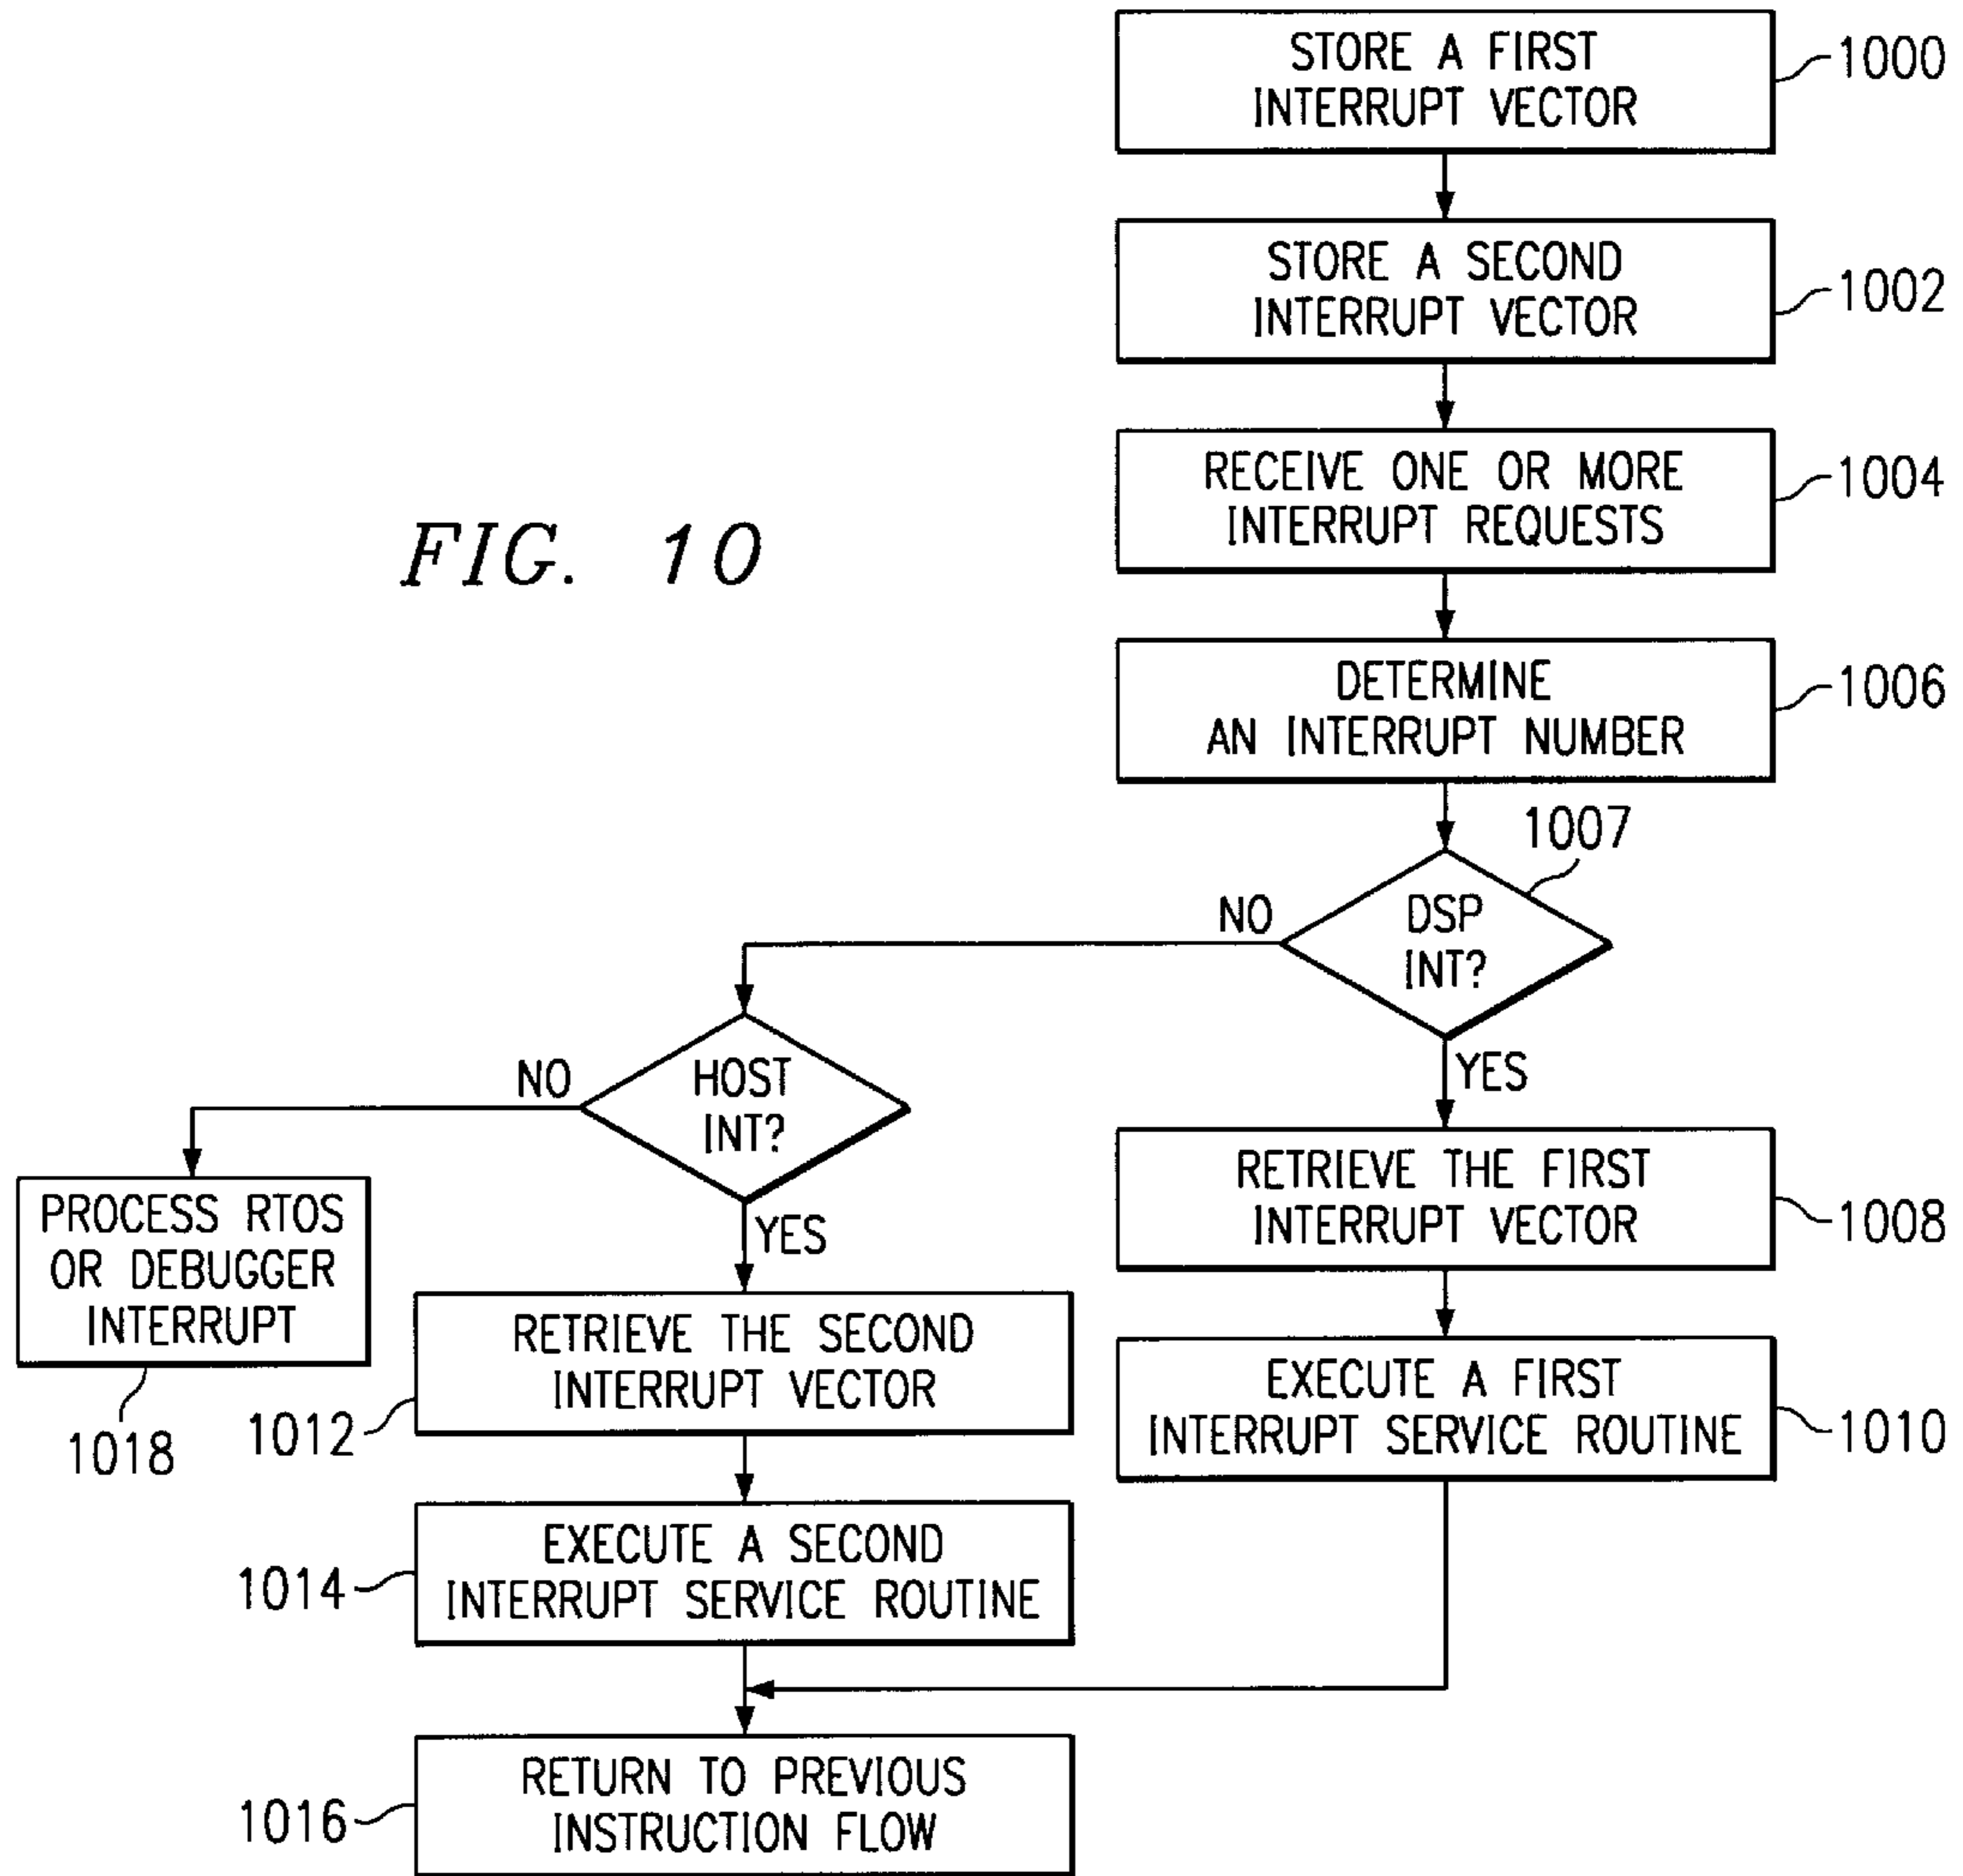 STORE A FIRST
INTERRUPT VECTOR
1000
STORE A SECOND
INTERRUPT VECTOR
1002
RECEIVE ONE OR MORE
INTERRUPT REQUESTS
1004
FIG. 10
DETERMINE
AN INTERRUPT NUMBER
1006
1007
DSP
INT?
NO
YES
HOST
INT?
NO
YES
RETRIEVE THE FIRST
INTERRUPT VECTOR
1008
PROCESS RTOS
OR DEBUGGER
INTERRUPT
1018
RETRIEVE THE SECOND
INTERRUPT VECTOR
1012
EXECUTE A FIRST
INTERRUPT SERVICE ROUTINE
1010
EXECUTE A SECOND
INTERRUPT SERVICE ROUTINE
1014
RETURN TO PREVIOUS
INSTRUCTION FLOW
1016